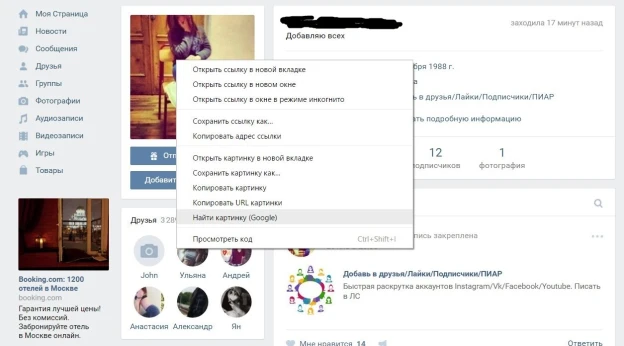 Моя Страница
Новости
Сообщения
Друзья
Группы
Фотографии
Аудиозаписи
Видеозаписи
Игры
Товары
Booking.com: 1200
отелей в Москве
booking.com
Гарантия лучшей цены!
Без комиссий.
Забронируйте отель
в Москве онлайн.
Добавить
Друзья
John
Ульяна
Андрей
Анастасия
Александр
Ян
Открыть ссылку в новой вкладке
Открыть ссылку в новом окне
Открыть ссылку в окне в режиме инкогнито
Сохранить ссылку как...
Копировать адрес ссылки
Открыть картинку в новой вкладке
Сохранить картинку как...
Копировать картинку
Копировать URL картинки
Найти картинку (Google)
Просмотреть код Ctrl+Shift+I
заходила 17 минут назад
Добавляю всех
бря 1988 г.
в друзья/Лайки/Подписчики/ПИАР
ать подробную информацию
12 1
подписчиков фотография
пись закреплена
Добавь в друзья/Лайки/Подписчики/ПИАР
Быстрая раскрутка аккаунтов Instagram/Vk/Facebook/Youtube. Писать
в ЛС
Мне нравится 14
Ответить